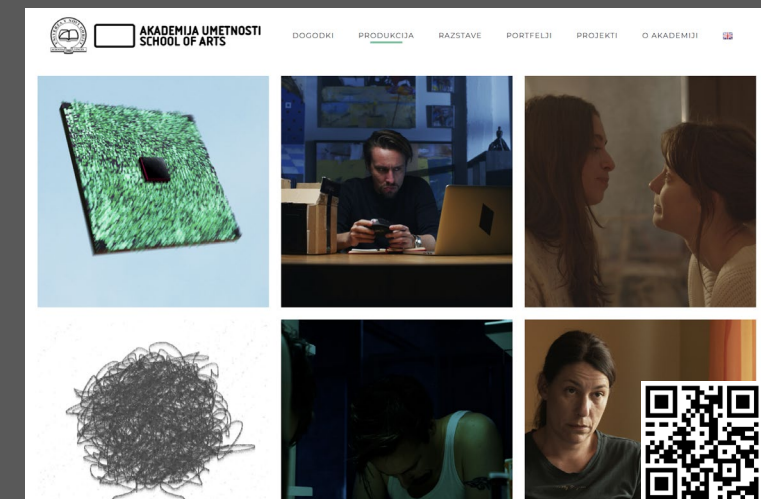 AKADEMIJA UMETNOSTI
SCHOOL OF ARTS
DOGODKI PRODUKCIJA RAZSTAVE PORTFELJI PROJEKTI O AKADEMIJI